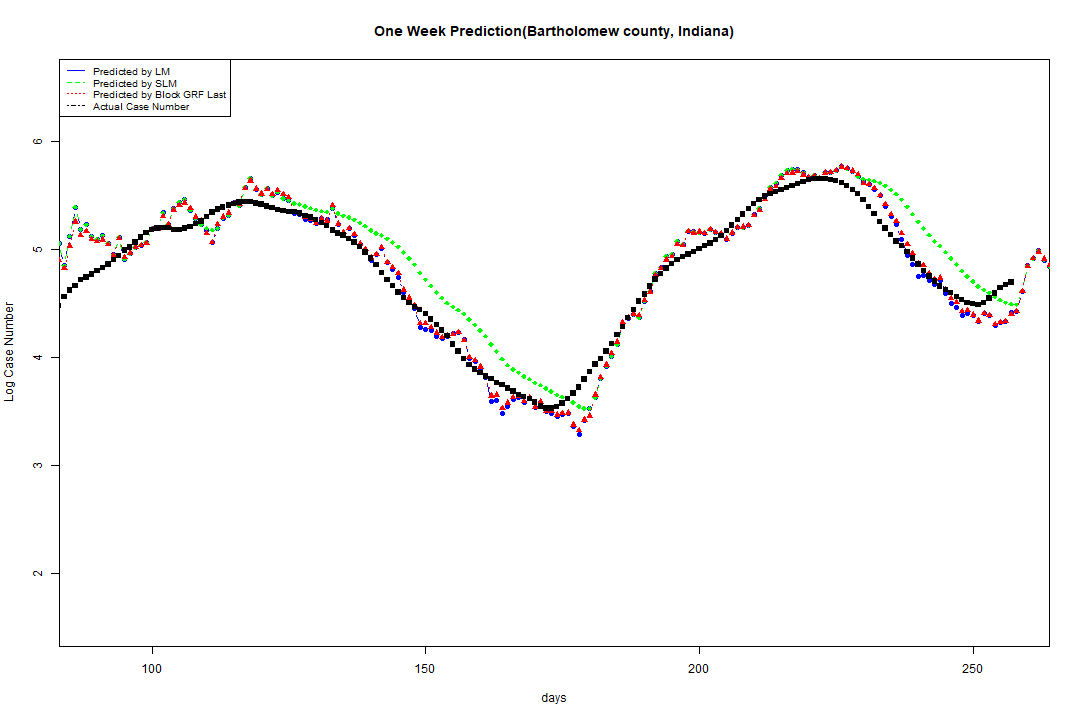 One Week Prediction(Bartholomew county, Indiana)
Predicted by LM
Predicted by SLM
Predicted by Block GRF Last
Actual Case Number
6
5
4
3
2
Log Case Number
100 150 200 250
days